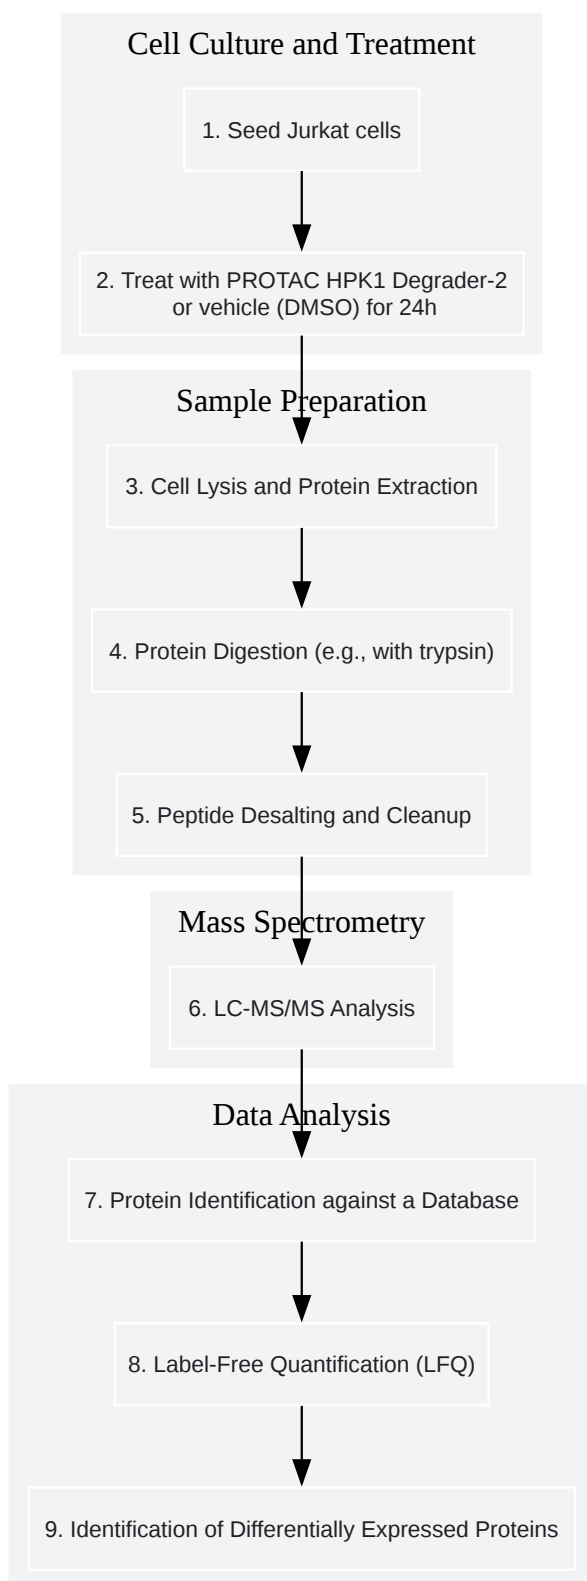 Cell Culture and Treatment
1. Seed Jurkat cells
2. Treat with PROTAC HPK1 Degrader-2
or vehicle (DMSO) for 24h
Sample Preparation
3. Cell Lysis and Protein Extraction
4. Protein Digestion (e.g., with trypsin)
5. Peptide Desalting and Cleanup
Mass Spectrometry
6. LC-MS/MS Analysis
Data Analysis
7. Protein Identification against a Database
8. Label-Free Quantification (LFQ)
9. Identification of Differentially Expressed Proteins